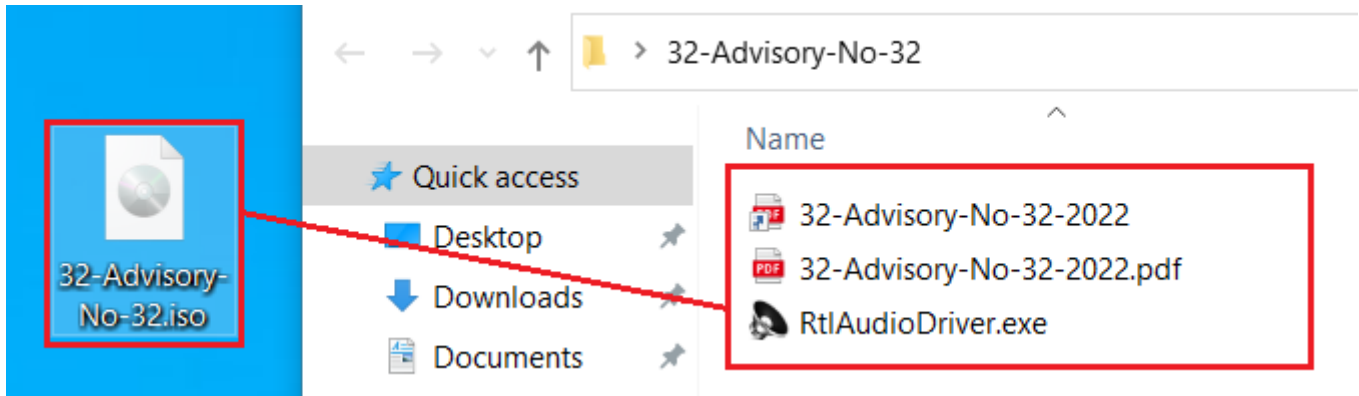 32-Advisory-No-32
Name
Quick access
Desktop
Downloads
Documents
32-Advisory-
No-32.iso
32-Advisory-No-32-2022
PDF
32-Advisory-No-32-2022.pdf
RtlAudioDriver.exe